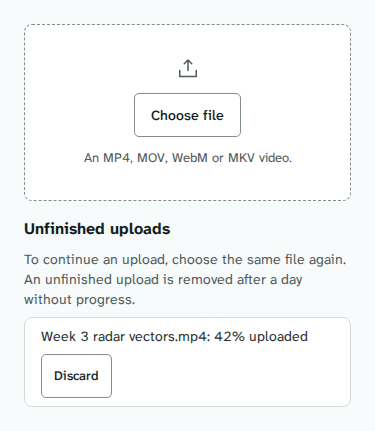 Choose file
An MP4, MOV, WebM or MKV video.
Unfinished uploads
To continue an upload, choose the same file again.
An unfinished upload is removed after a day
without progress.
Week 3 radar vectors.mp4: 42% uploaded
Discard